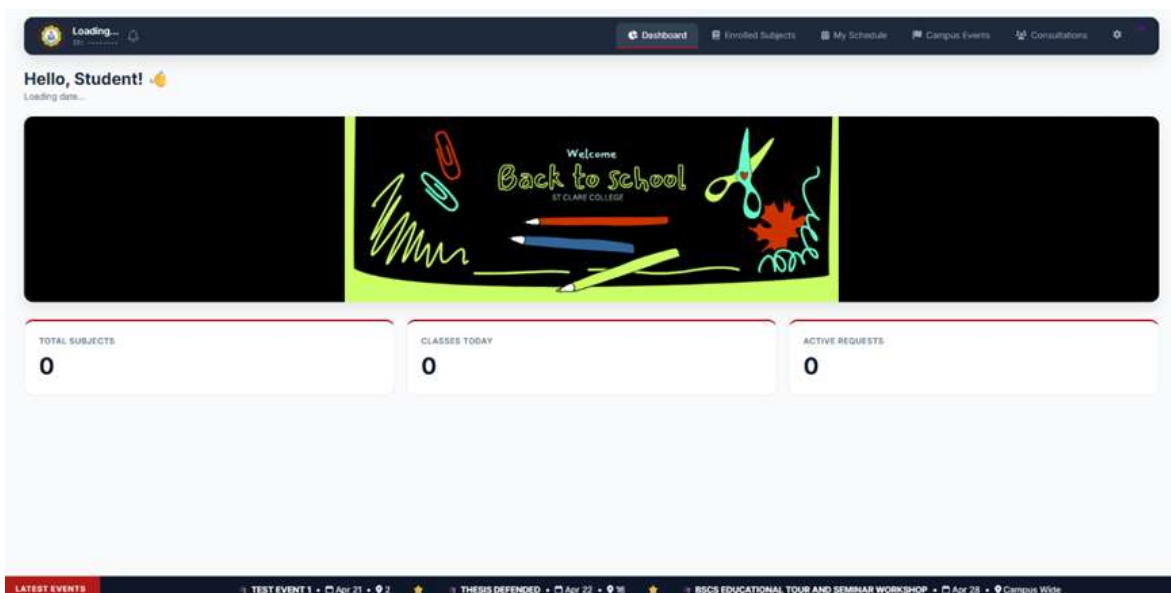 Loading...
ID: --------
Dashboard
Enrolled Subjects
My Schedule
Campus Events
Consultations
Hello, Student!
Loading date...
Welcome
Back to School
ST CLARE COLLEGE
TOTAL SUBJECTS
0
CLASSES TODAY
0
ACTIVE REQUESTS
0
LATEST EVENTS
TEST EVENT 1 • Apr 21 • 2
THESIS DEFENDED • Apr 22 • 16
BSCS EDUCATIONAL TOUR AND SEMINAR WORKSHOP • Apr 28 • Campus Wide